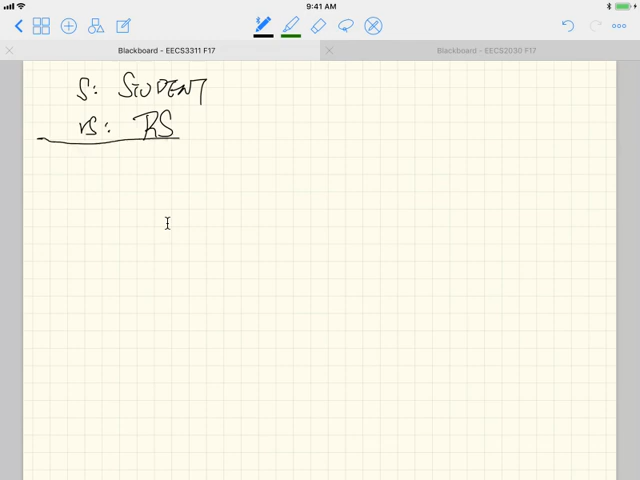 9:41 AM
Blackboard - EECS3311 F17
Blackboard - EECS2030 F17
S: STUDENT
rs: RS